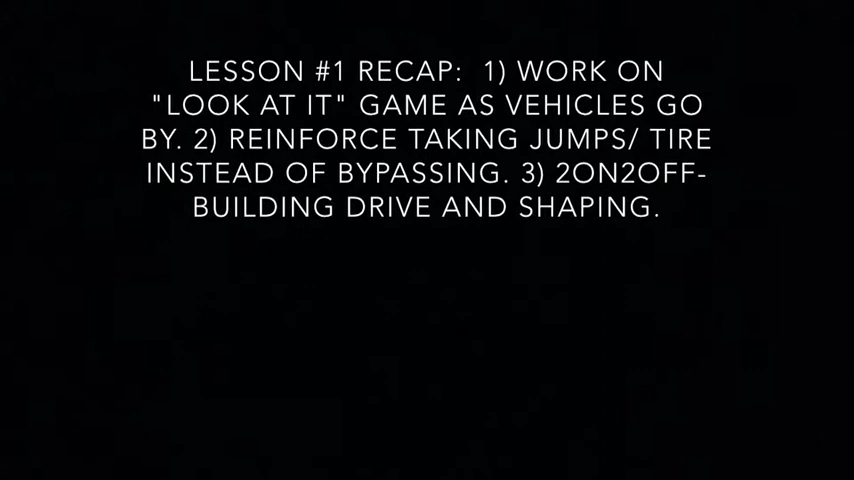 LESSON #1 RECAP:  1) WORK ON
"LOOK AT IT" GAME AS VEHICLES GO
BY. 2) REINFORCE TAKING JUMPS/ TIRE
INSTEAD OF BYPASSING. 3) 2ON2OFF-
BUILDING DRIVE AND SHAPING.